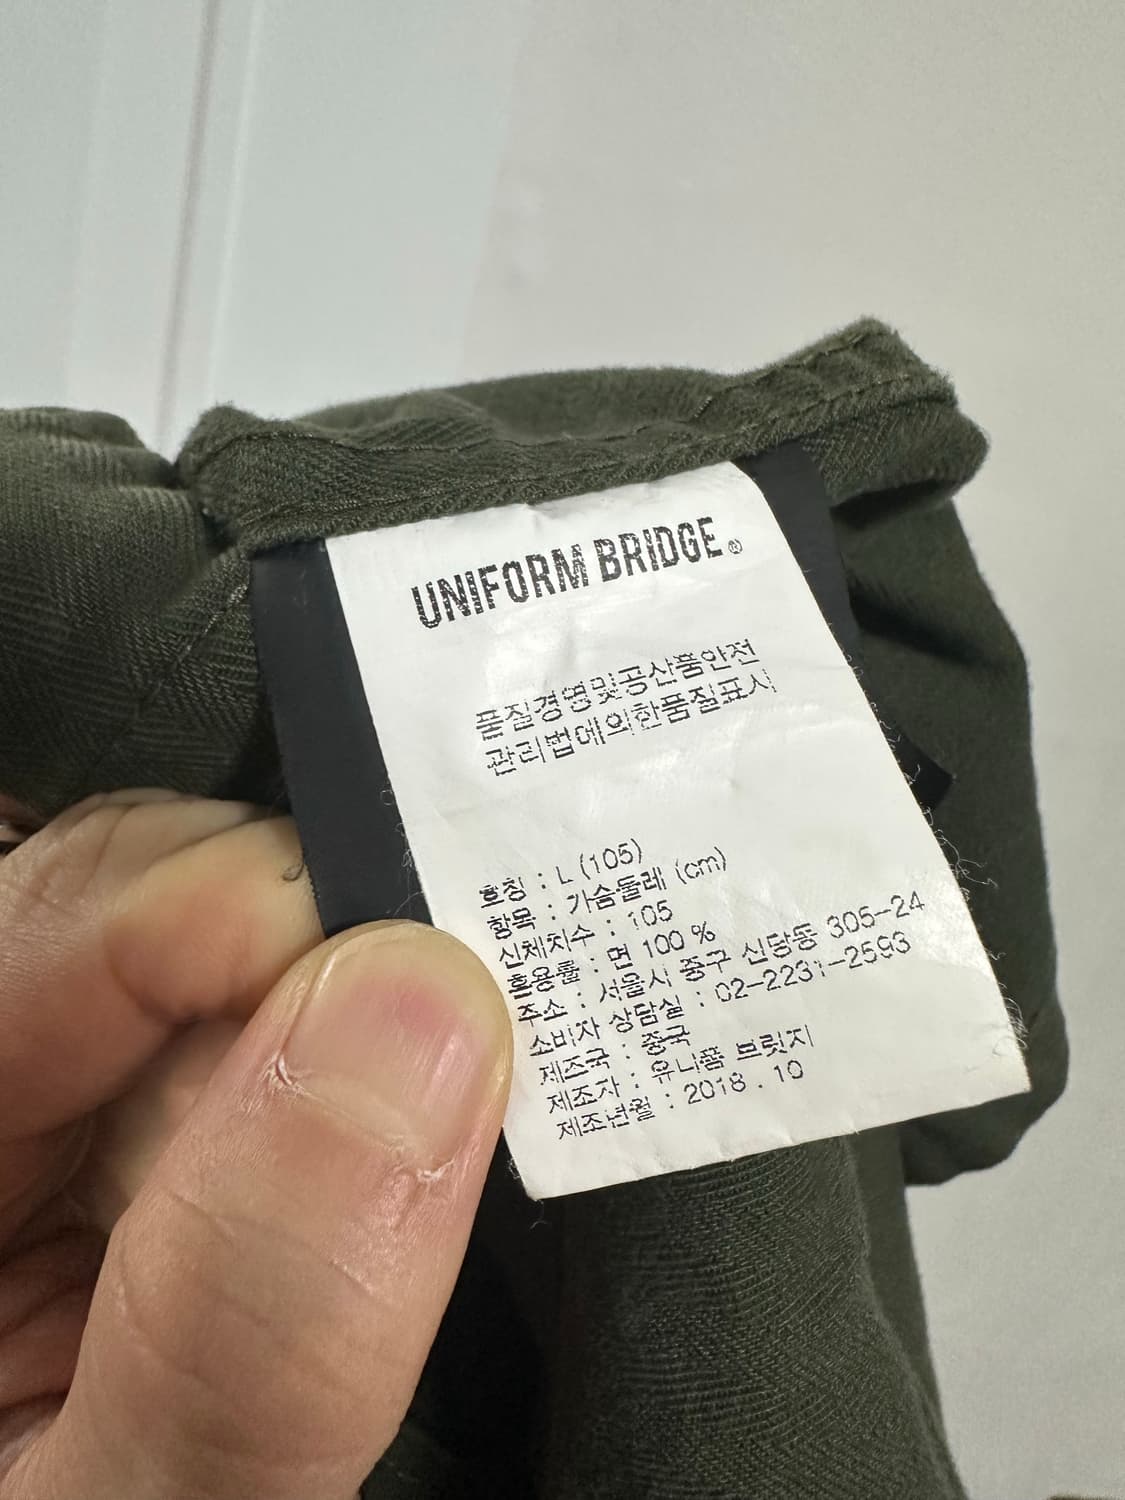 UNIFORM BRIDGE®
품질경영및공산품안전
관리법에의한품질표시
호칭 : L (105)
항목 : 가슴둘레 (cm)
신체치수 : 105
혼용률 : 면 100 %
주소 : 서울시 중구 신당동 305-24
소비자 상담실 : 02-2231-2593
제조국 : 중국
제조자 : 유니폼 브릿지
제조년월 : 2018 . 10